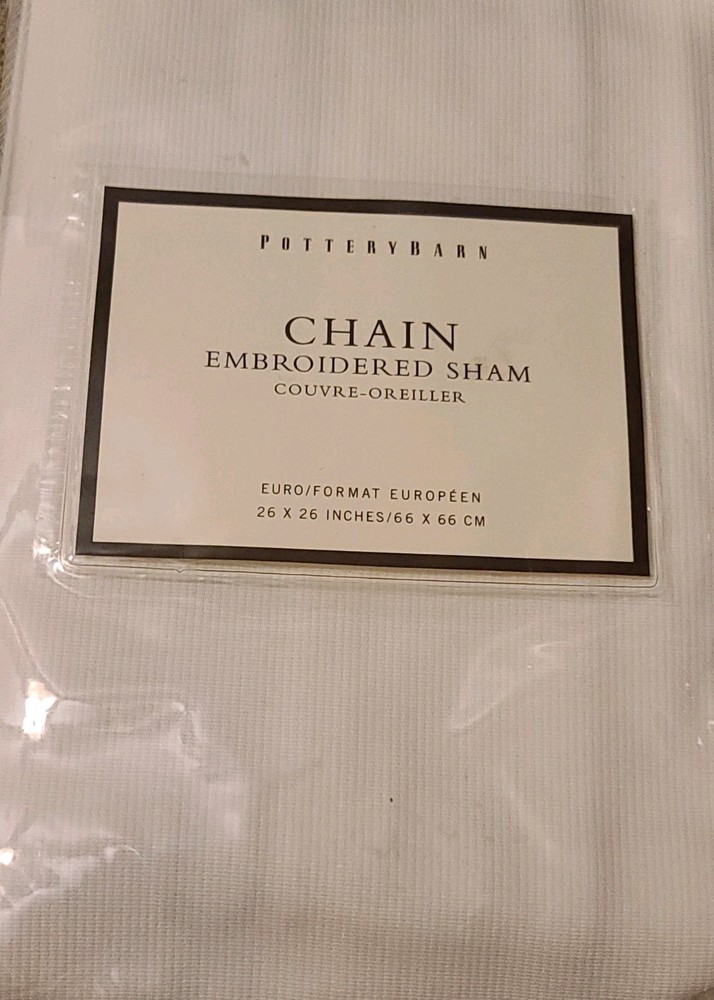 POTTERYBARN
CHAIN
EMBROIDERED SHAM
COUVRE-OREILLER
EURO/FORMAT EUROPÉEN
26 X 26 INCHES/66 X 66 CM